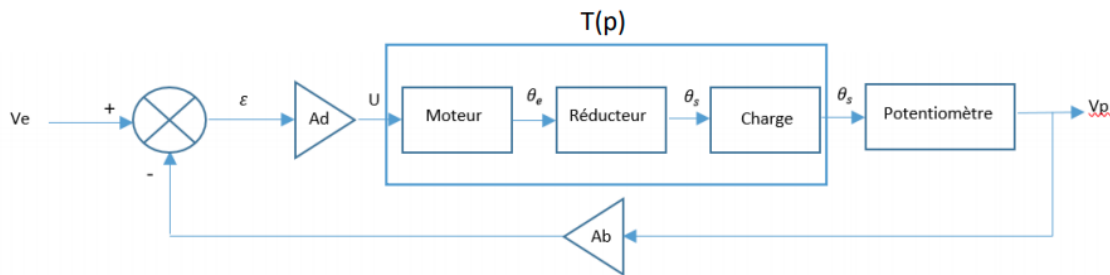 T(p)
Ve
+
ε
Ad
U
Moteur
θe
Réducteur
θs
Charge
θs
Potentiomètre
Vp
-
Ab